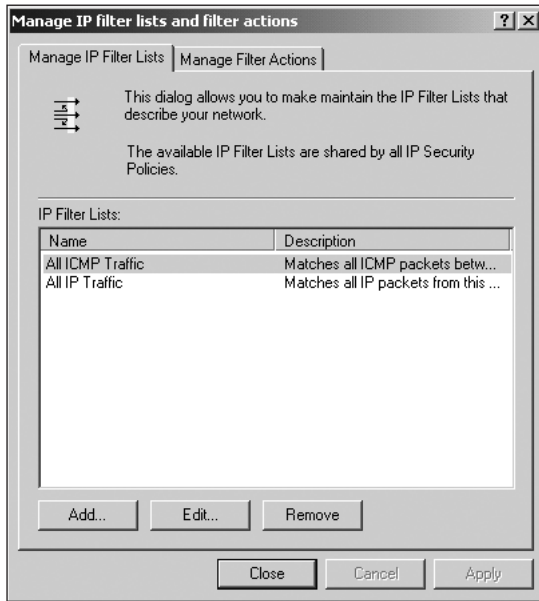 Manage IP filter lists and filter actions
Manage IP Filter Lists
Manage Filter Actions
This dialog allows you to make maintain the IP Filter Lists that
describe your network.
The available IP Filter Lists are shared by all IP Security
Policies.
IP Filter Lists:
Name Description
All ICMP Traffic Matches all ICMP packets betw...
All IP Traffic Matches all IP packets from this ...
Add... Edit... Remove
Close Cancel Apply